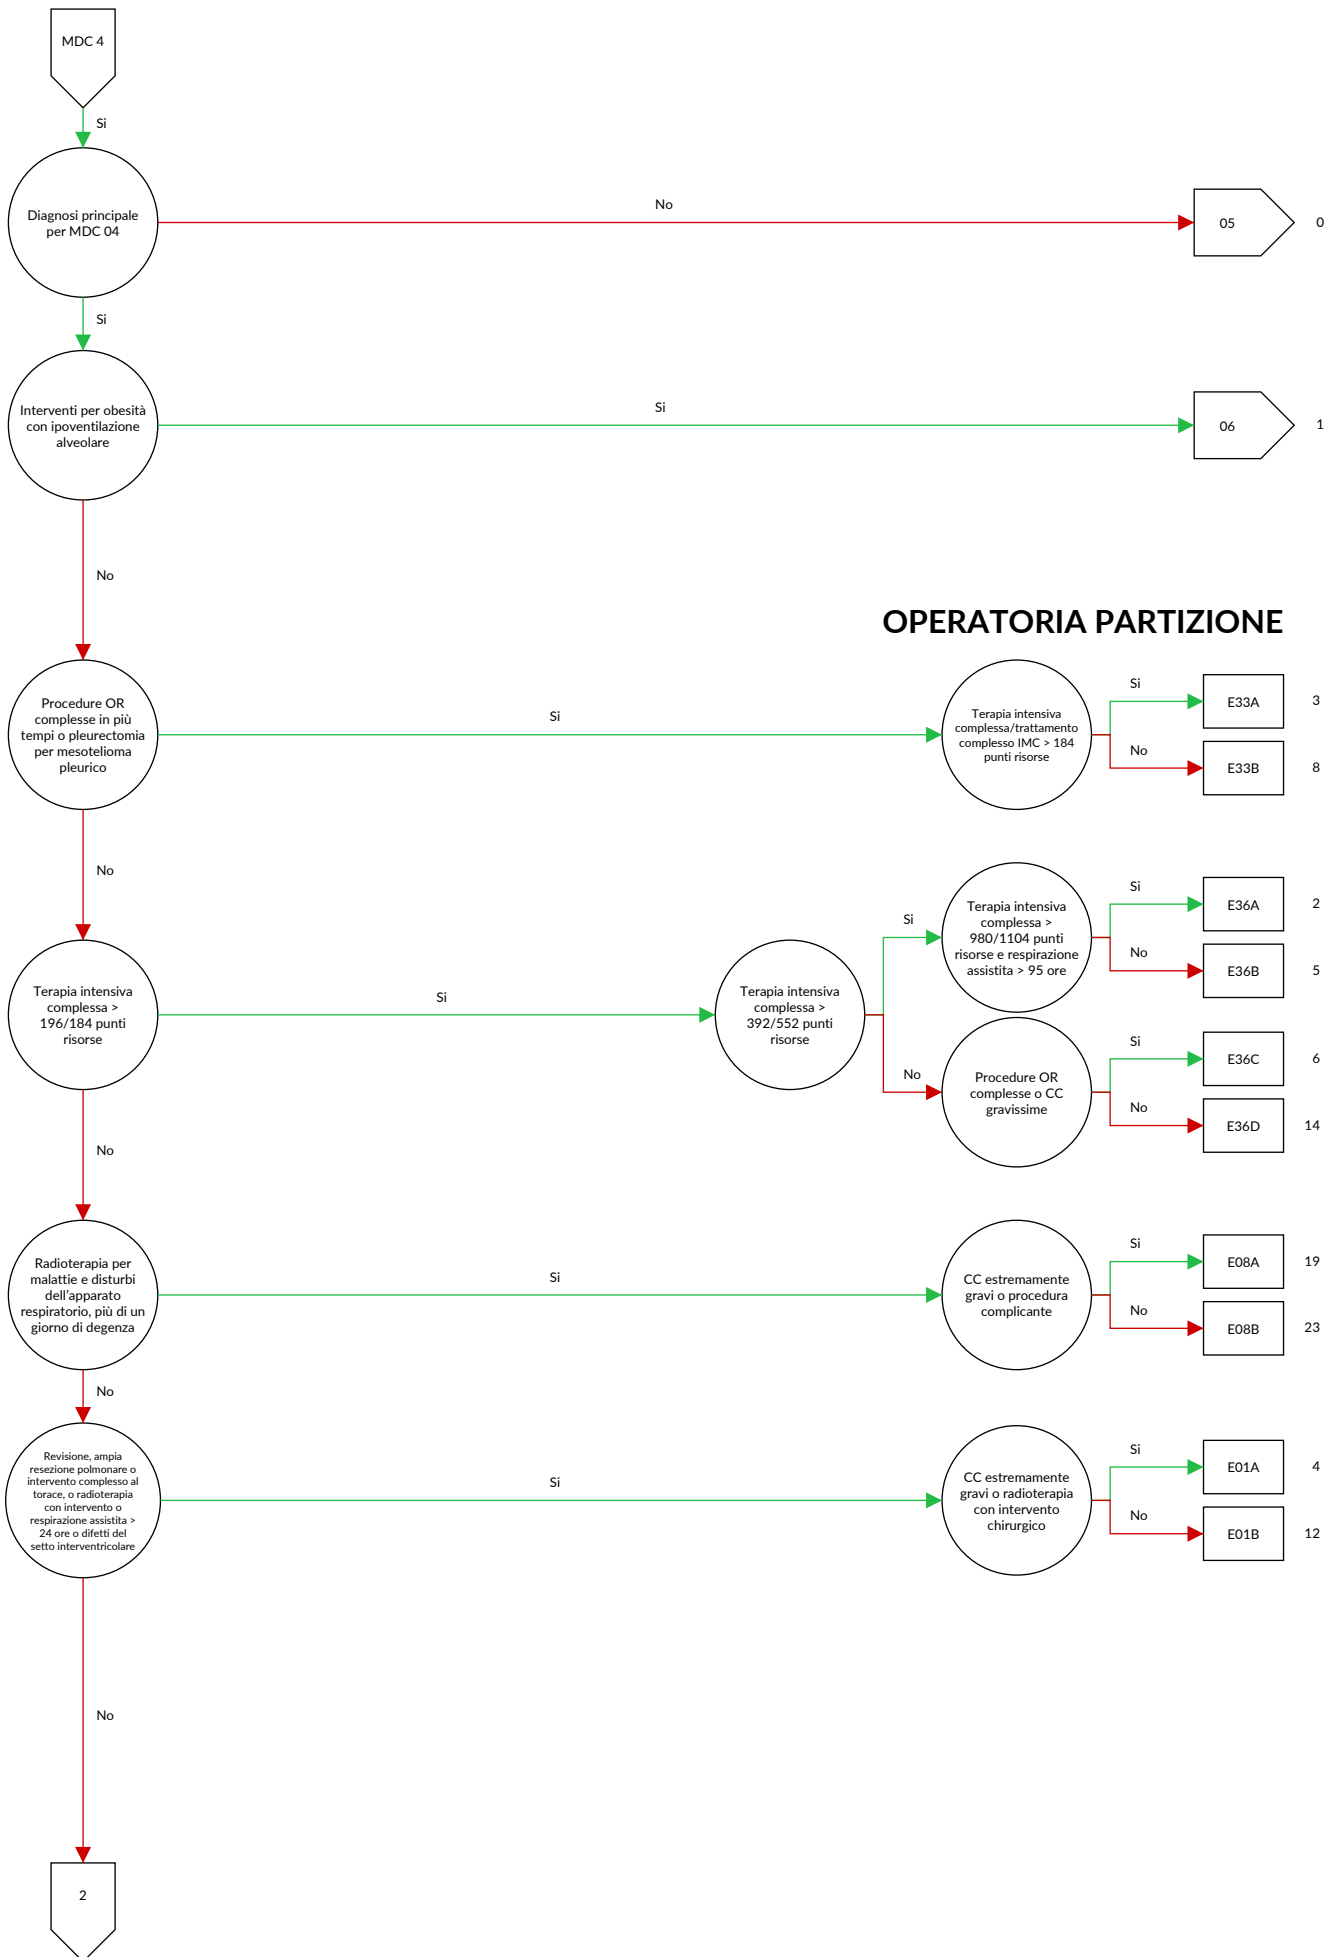 MDC 4
Si
Diagnosi principale
per MDC 04
No
05
0
Si
Interventi per obesità
con ipoventilazione
alveolare
Si
06
1
No
OPERATORIA PARTIZIONE
Procedure OR
complesse in più
tempi o pleurectomia
per mesotelioma
pleurico
Si
Terapia intensiva
complessa/trattamento
complesso IMC > 184
punti risorse
Si
E33A
3
No
E33B
8
No
Terapia intensiva
complessa >
196/184 punti
risorse
Si
Terapia intensiva
complessa >
392/552 punti
risorse
Si
Terapia intensiva
complessa >
980/1104 punti
risorse e respirazione
assistita > 95 ore
Si
E36A
2
No
E36B
5
No
Procedure OR
complesse o CC
gravissime
Si
E36C
6
No
E36D
14
No
Radioterapia per
malattie e disturbi
dell'apparato
respiratorio, più di un
giorno di degenza
Si
CC estremamente
gravi o procedura
complicante
Si
E08A
19
No
E08B
23
No
Revisione, ampia
resezione polmonare o
intervento complesso al
torace, o radioterapia
con intervento o
respirazione assistita >
24 ore o difetti del
setto interventricolare
Si
CC estremamente
gravi o radioterapia
con intervento
chirurgico
Si
E01A
4
No
E01B
12
No
2